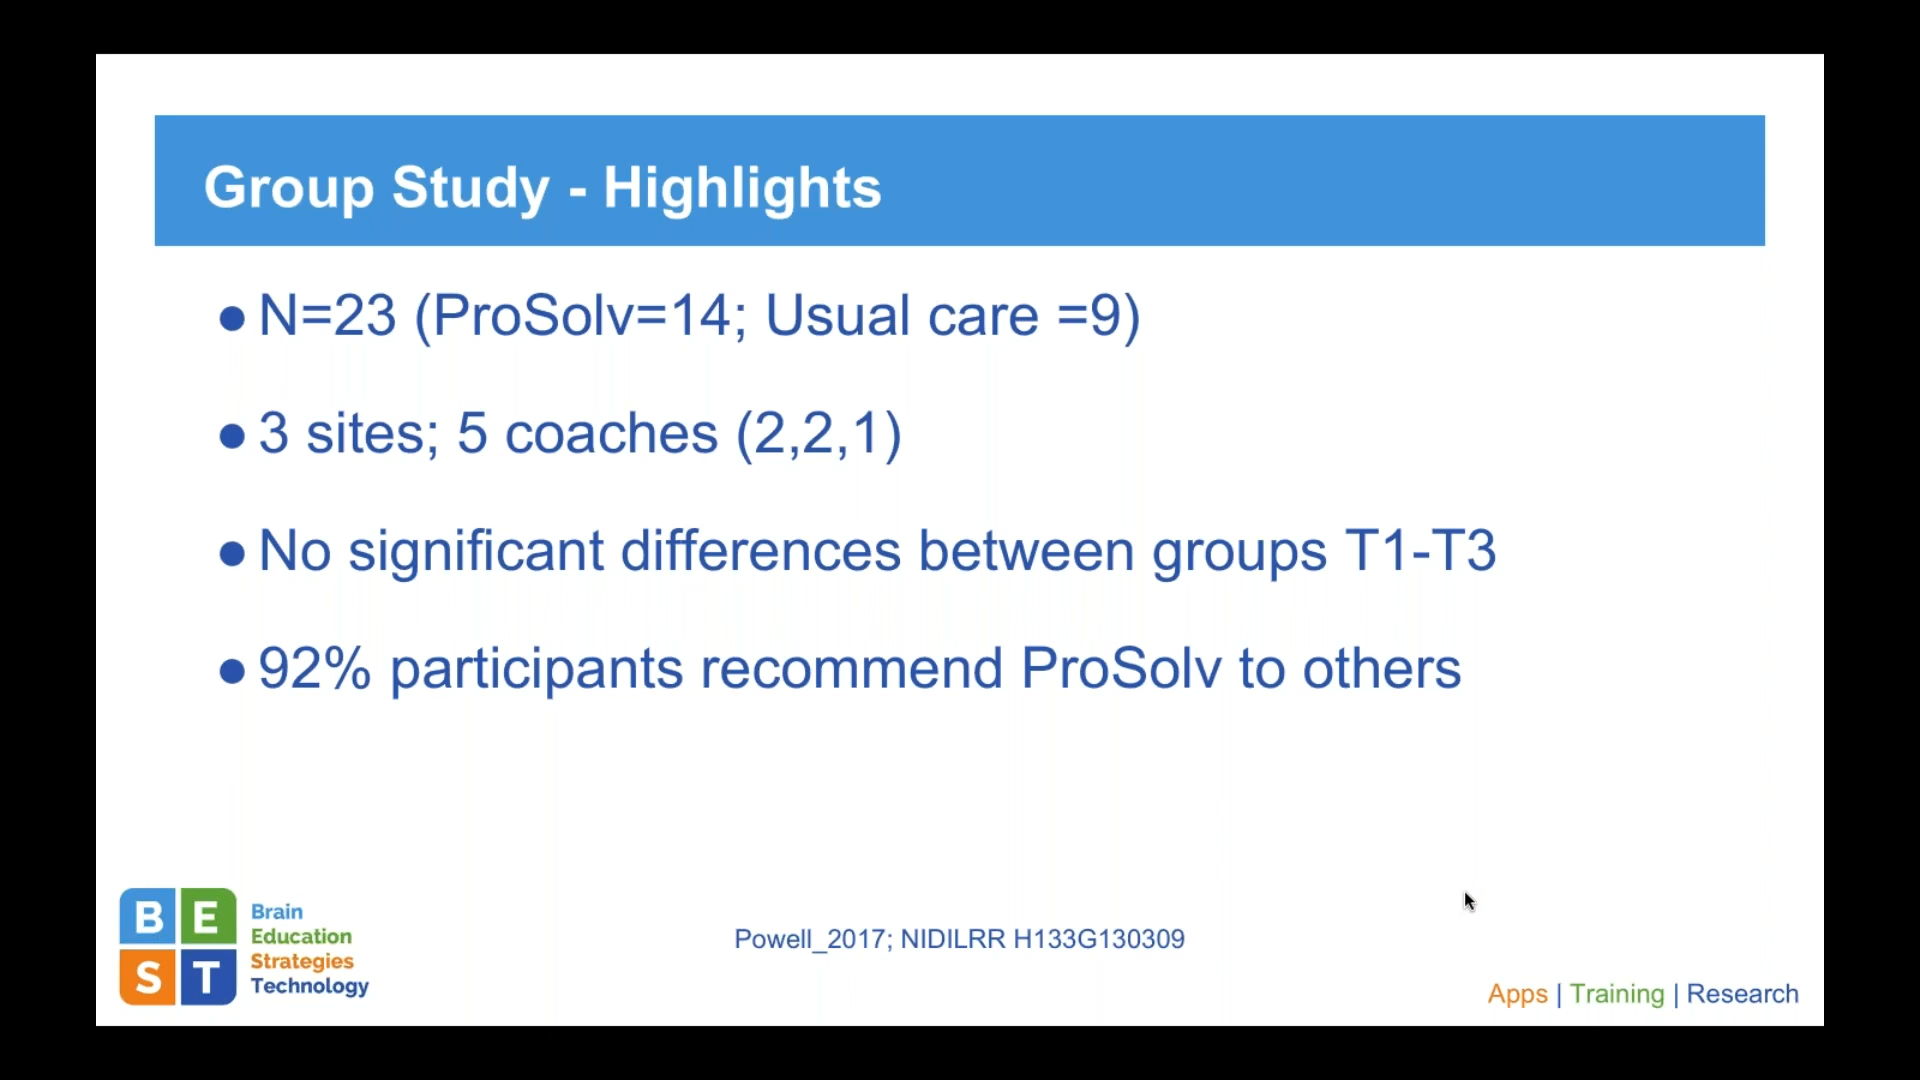 Group Study - Highlights
● N=23 (ProSolv=14; Usual care =9)
● 3 sites; 5 coaches (2,2,1)
● No significant differences between groups T1-T3
● 92% participants recommend ProSolv to others
B E
S T
Brain
Education
Strategies
Technology
Powell_2017; NIDILRR H133G130309
Apps | Training | Research